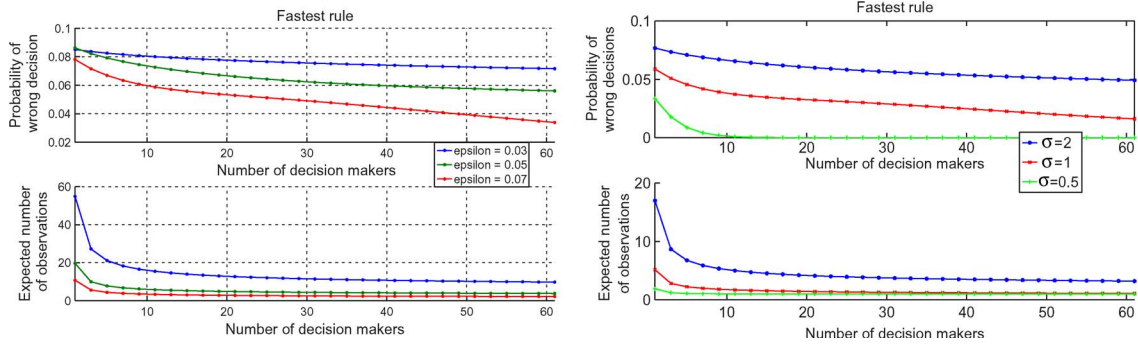 Fastest rule
Probability of
wrong decision
0.1
0.08
0.06
0.04
0.02
10
20
30
40
50
60
Number of decision makers
epsilon = 0.03
epsilon = 0.05
epsilon = 0.07
Expected number
of observations
60
40
20
0
10
20
30
40
50
60
Number of decision makers
Fastest rule
Probability of
wrong decisions
0.1
0.05
0
10
20
30
40
50
60
Number of decision makers
σ=2
σ=1
σ=0.5
Expected number
of observations
20
10
0
10
20
30
40
50
60
Number of decision makers